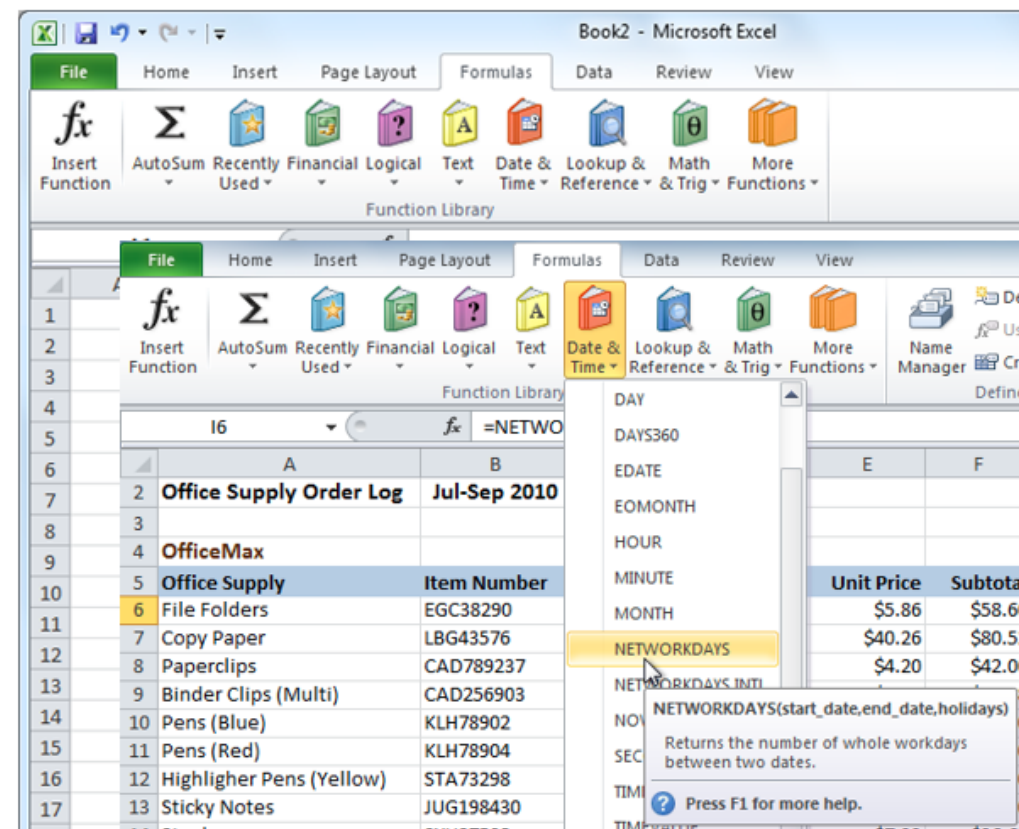 Book2 - Microsoft Excel
File Home Insert Page Layout Formulas Data Review View
fx Σ ? A θ
Insert Function AutoSum Recently Used Financial Logical Text Date & Time Lookup & Reference Math & Trig More Functions
Function Library
File Home Insert Page Layout Formulas Data Review View
fx Σ ? A θ
Insert Function AutoSum Recently Used Financial Logical Text Date & Time Lookup & Reference Math & Trig More Functions Name Manager
Function Library
I6 fx =NETWO
A B E F
1
2
3
4
5
6
7
8
9
10
11
12
13
14
15
16
17
2 Office Supply Order Log Jul-Sep 2010
3
4 OfficeMax
5 Office Supply Item Number Unit Price
6 File Folders EGC38290 $5.86
7 Copy Paper LBG43576 $40.26
8 Paperclips CAD789237 $4.20
9 Binder Clips (Multi) CAD256903
10 Pens (Blue) KLH78902
11 Pens (Red) KLH78904
12 Highligher Pens (Yellow) STA73298
13 Sticky Notes JUG198430
DAY
DAYS360
EDATE
EOMONTH
HOUR
MINUTE
MONTH
NETWORKDAYS
NETWORKDAYS(start_date,end_date,holidays)
Returns the number of whole workdays
between two dates.
Press F1 for more help.